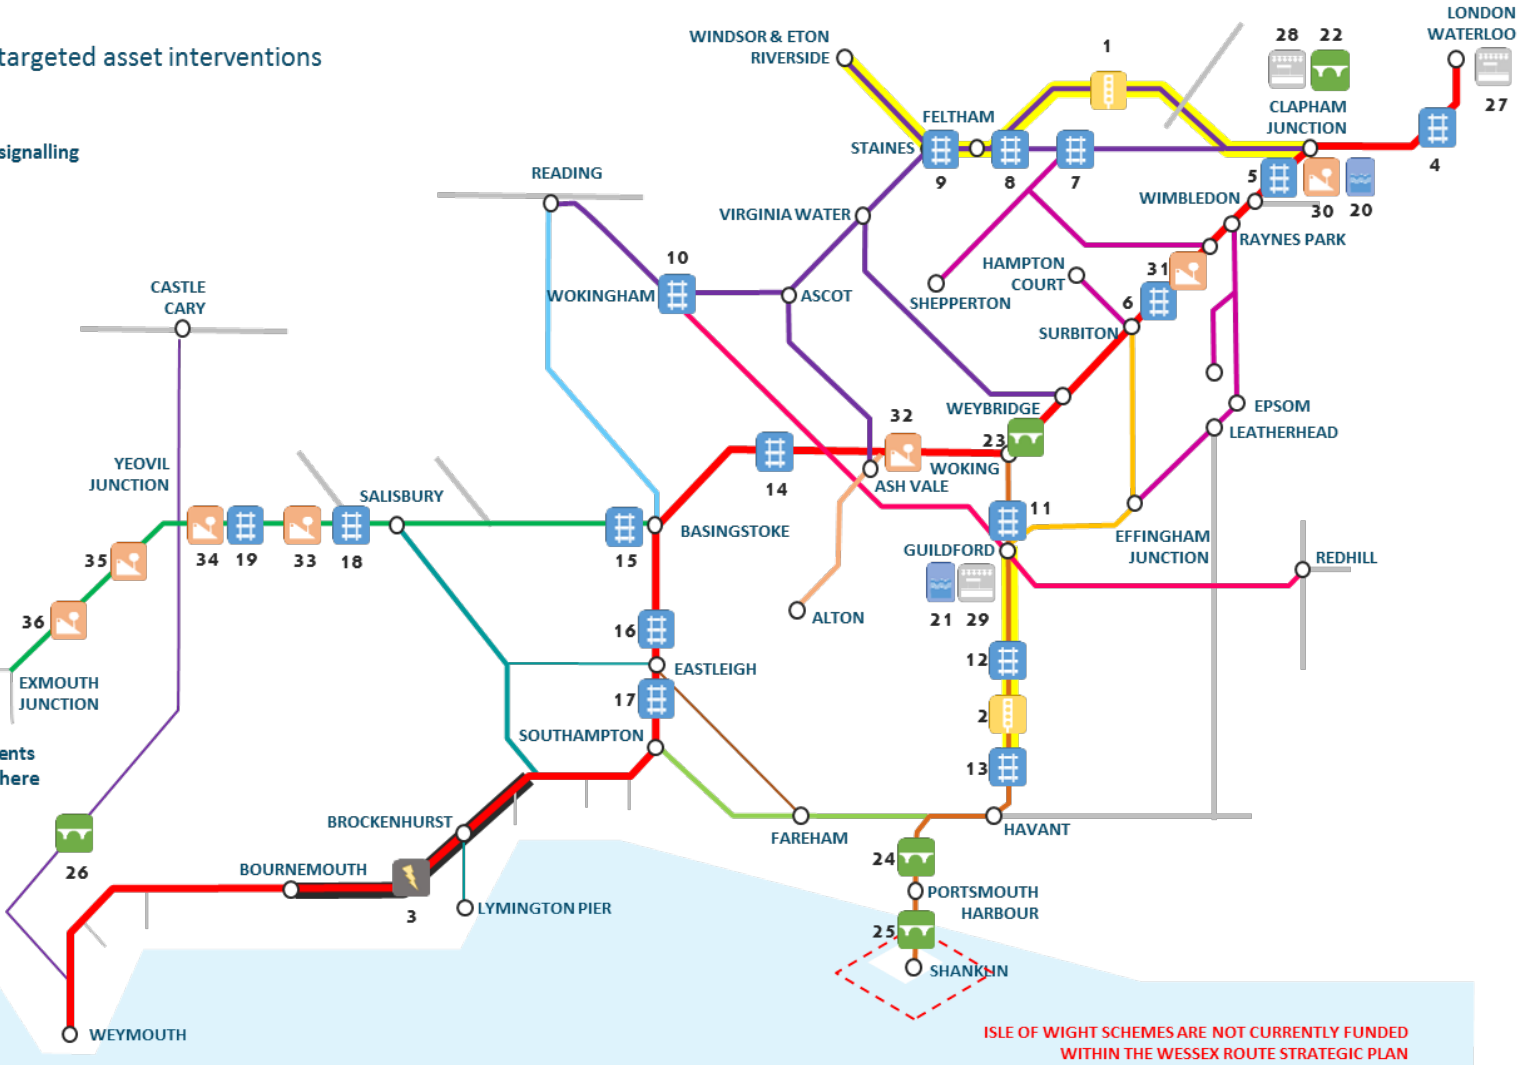 targeted asset interventions
signalling
WINDSOR & ETON
RIVERSIDE
1
28
22
LONDON
WATERLOO
27
CLAPHAM
JUNCTION
FELTHAM
STAINES
9
8
7
4
5
30
20
READING
WIMBLEDON
VIRGINIA WATER
RAYNES PARK
10
HAMPTON
COURT
31
CASTLE
CARY
WOKINGHAM
ASCOT
SHEPPERTON
6
SURBITON
WEYBRIDGE
EPSOM
32
LEATHERHEAD
23
WOKING
YEOVIL
JUNCTION
14
ASH VALE
SALISBURY
11
BASINGSTOKE
EFFINGHAM
JUNCTION
GUILDFORD
REDHILL
35
34
19
33
18
15
21
29
ALTON
36
16
12
EASTLEIGH
EXMOUTH
JUNCTION
17
2
SOUTHAMPTON
ents
here
13
BROCKENHURST
FAREHAM
HAVANT
24
26
BOURNEMOUTH
3
LYMINGTON PIER
PORTSMOUTH
HARBOUR
25
SHANKLIN
WEYMOUTH
ISLE OF WIGHT SCHEMES ARE NOT CURRENTLY FUNDED
WITHIN THE WESSEX ROUTE STRATEGIC PLAN